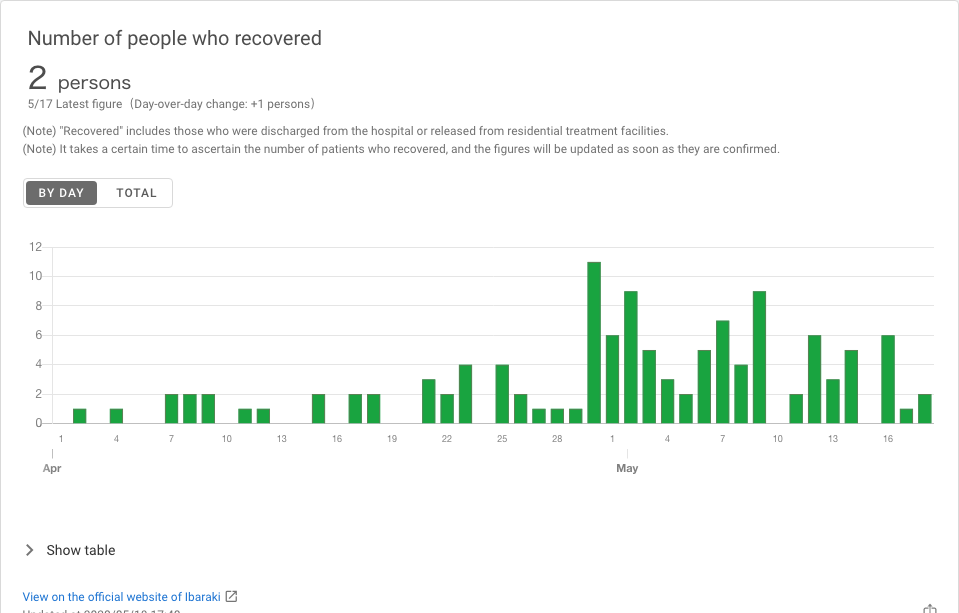 Number of people who recovered
2 persons
5/17 Latest figure（Day-over-day change: +1 persons）
(Note) "Recovered" includes those who were discharged from the hospital or released from residential treatment facilities.
(Note) It takes a certain time to ascertain the number of patients who recovered, and the figures will be updated as soon as they are confirmed.
BY DAY TOTAL
12
10
8
6
4
2
0
1 4 7 10 13 16 19 22 25 28 1 4 7 10 13 16
Apr May
Show table
View on the official website of Ibaraki
Updated at